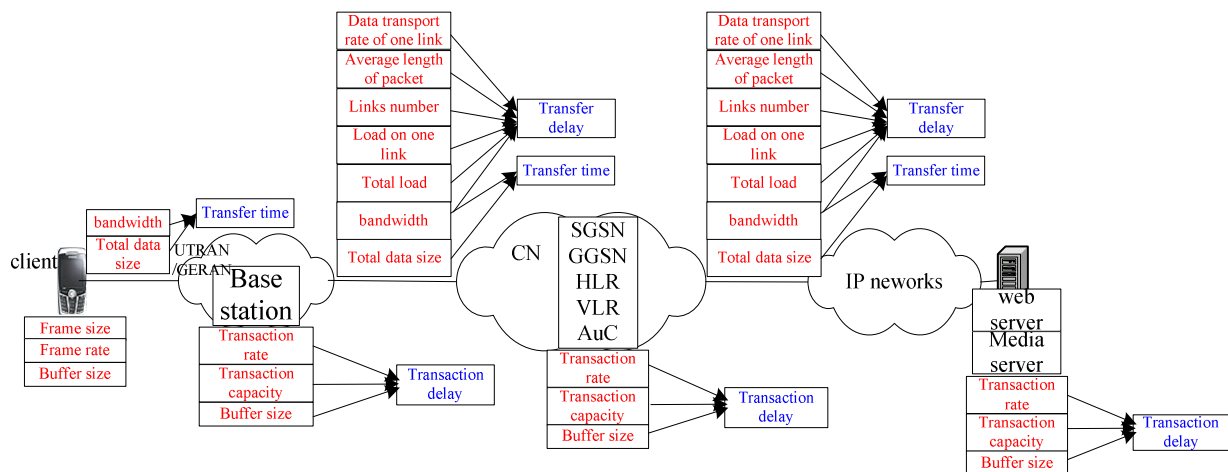 client
Frame size
Frame rate
Buffer size
bandwidth
Total data
size
Transfer time
UTRAN
/GERAN
Base
station
Transaction
rate
Transaction
capacity
Buffer size
Transaction
delay
Data transport
rate of one link
Average length
of packet
Links number
Load on one
link
Total load
bandwidth
Total data size
Transfer
delay
Transfer time
CN
SGSN
GGSN
HLR
VLR
AuC
Transaction
rate
Transaction
capacity
Buffer size
Transaction
delay
Data transport
rate of one link
Average length
of packet
Links number
Load on one
link
Total load
bandwidth
Total data size
Transfer
delay
Transfer time
IP neworks
web
server
Media
server
Transaction
rate
Transaction
capacity
Buffer size
Transaction
delay